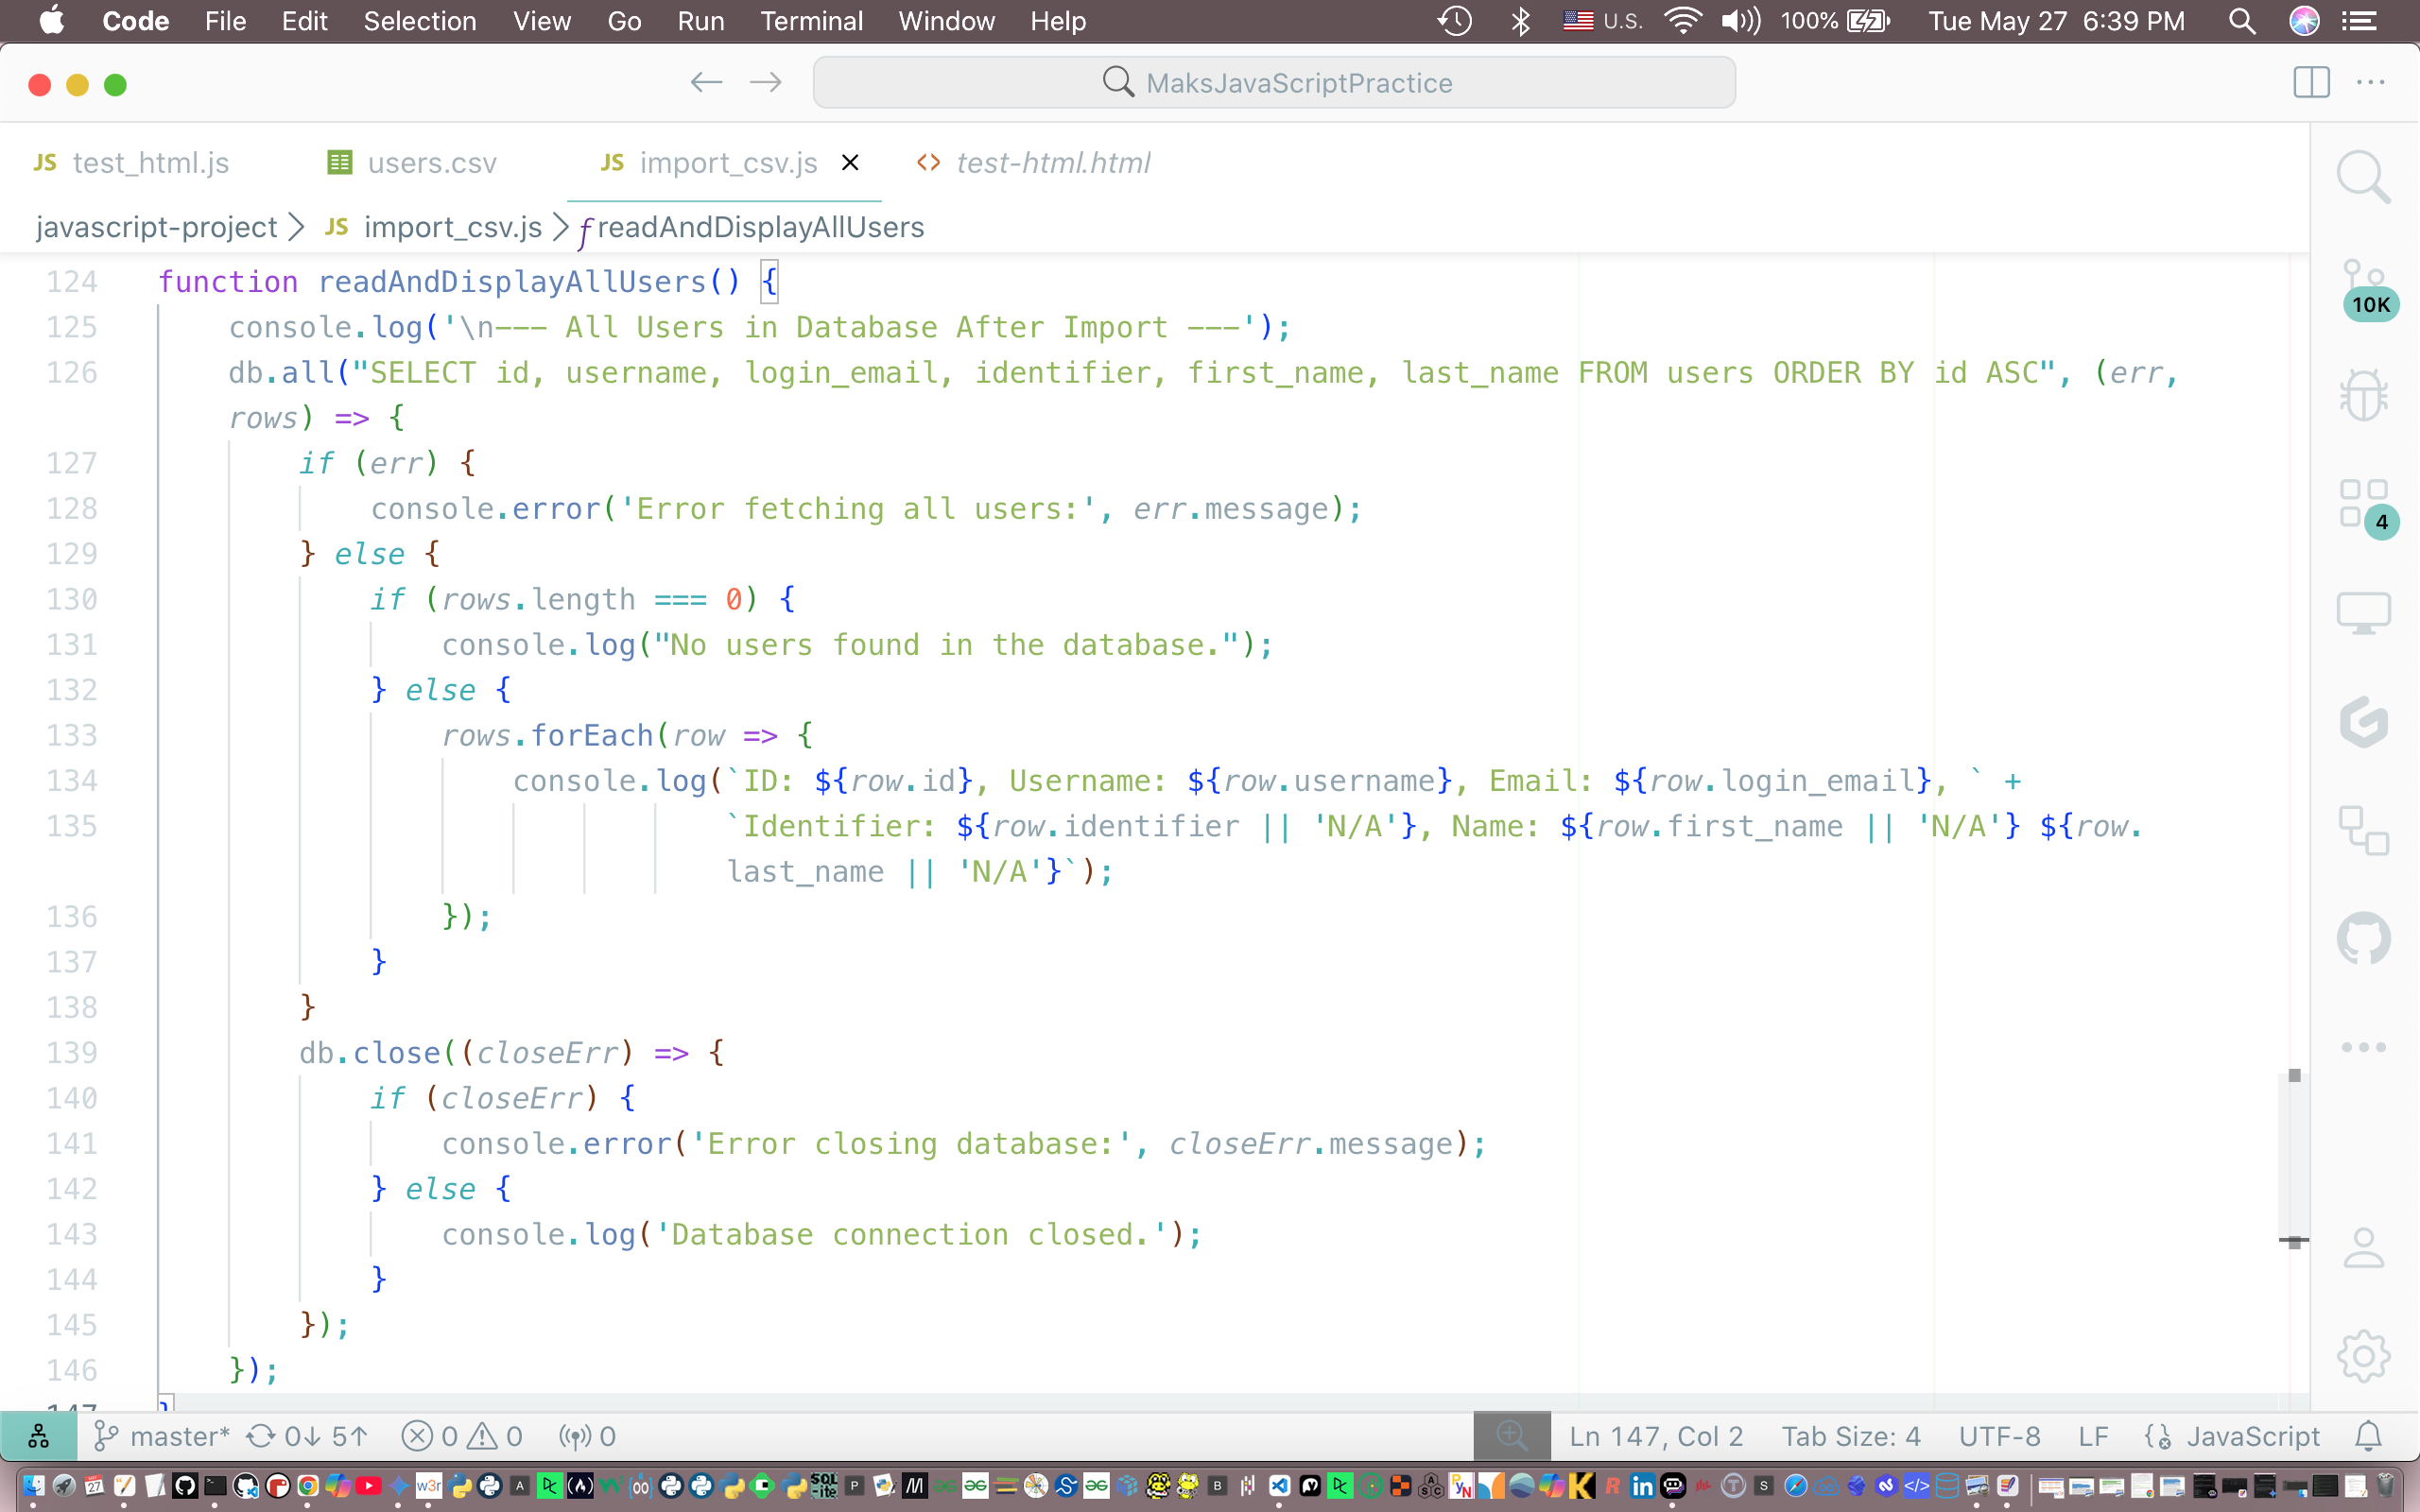 Code File Edit Selection View Go Run Terminal Window Help U.S. 100% Tue May 27 6:39 PM
MaksJavaScriptPractice
JS test_html.js users.csv JS import_csv.js <> test-html.html
javascript-project > JS import_csv.js > f readAndDisplayAllUsers
124 function readAndDisplayAllUsers() {
125 console.log('\n--- All Users in Database After Import ---');
126 db.all("SELECT id, username, login_email, identifier, first_name, last_name FROM users ORDER BY id ASC", (err,
rows) => {
127 if (err) {
128 console.error('Error fetching all users:', err.message);
129 } else {
130 if (rows.length === 0) {
131 console.log("No users found in the database.");
132 } else {
133 rows.forEach(row => {
134 console.log(`ID: ${row.id}, Username: ${row.username}, Email: ${row.login_email}, ` +
135 `Identifier: ${row.identifier || 'N/A'}, Name: ${row.first_name || 'N/A'} ${row.
last_name || 'N/A'}`);
136 });
137 }
138 }
139 db.close((closeErr) => {
140 if (closeErr) {
141 console.error('Error closing database:', closeErr.message);
142 } else {
143 console.log('Database connection closed.');
144 }
145 });
146 });
147 }
10K
4
master* 0↓ 5↑ 0 0 0 Ln 147, Col 2 Tab Size: 4 UTF-8 LF JavaScript